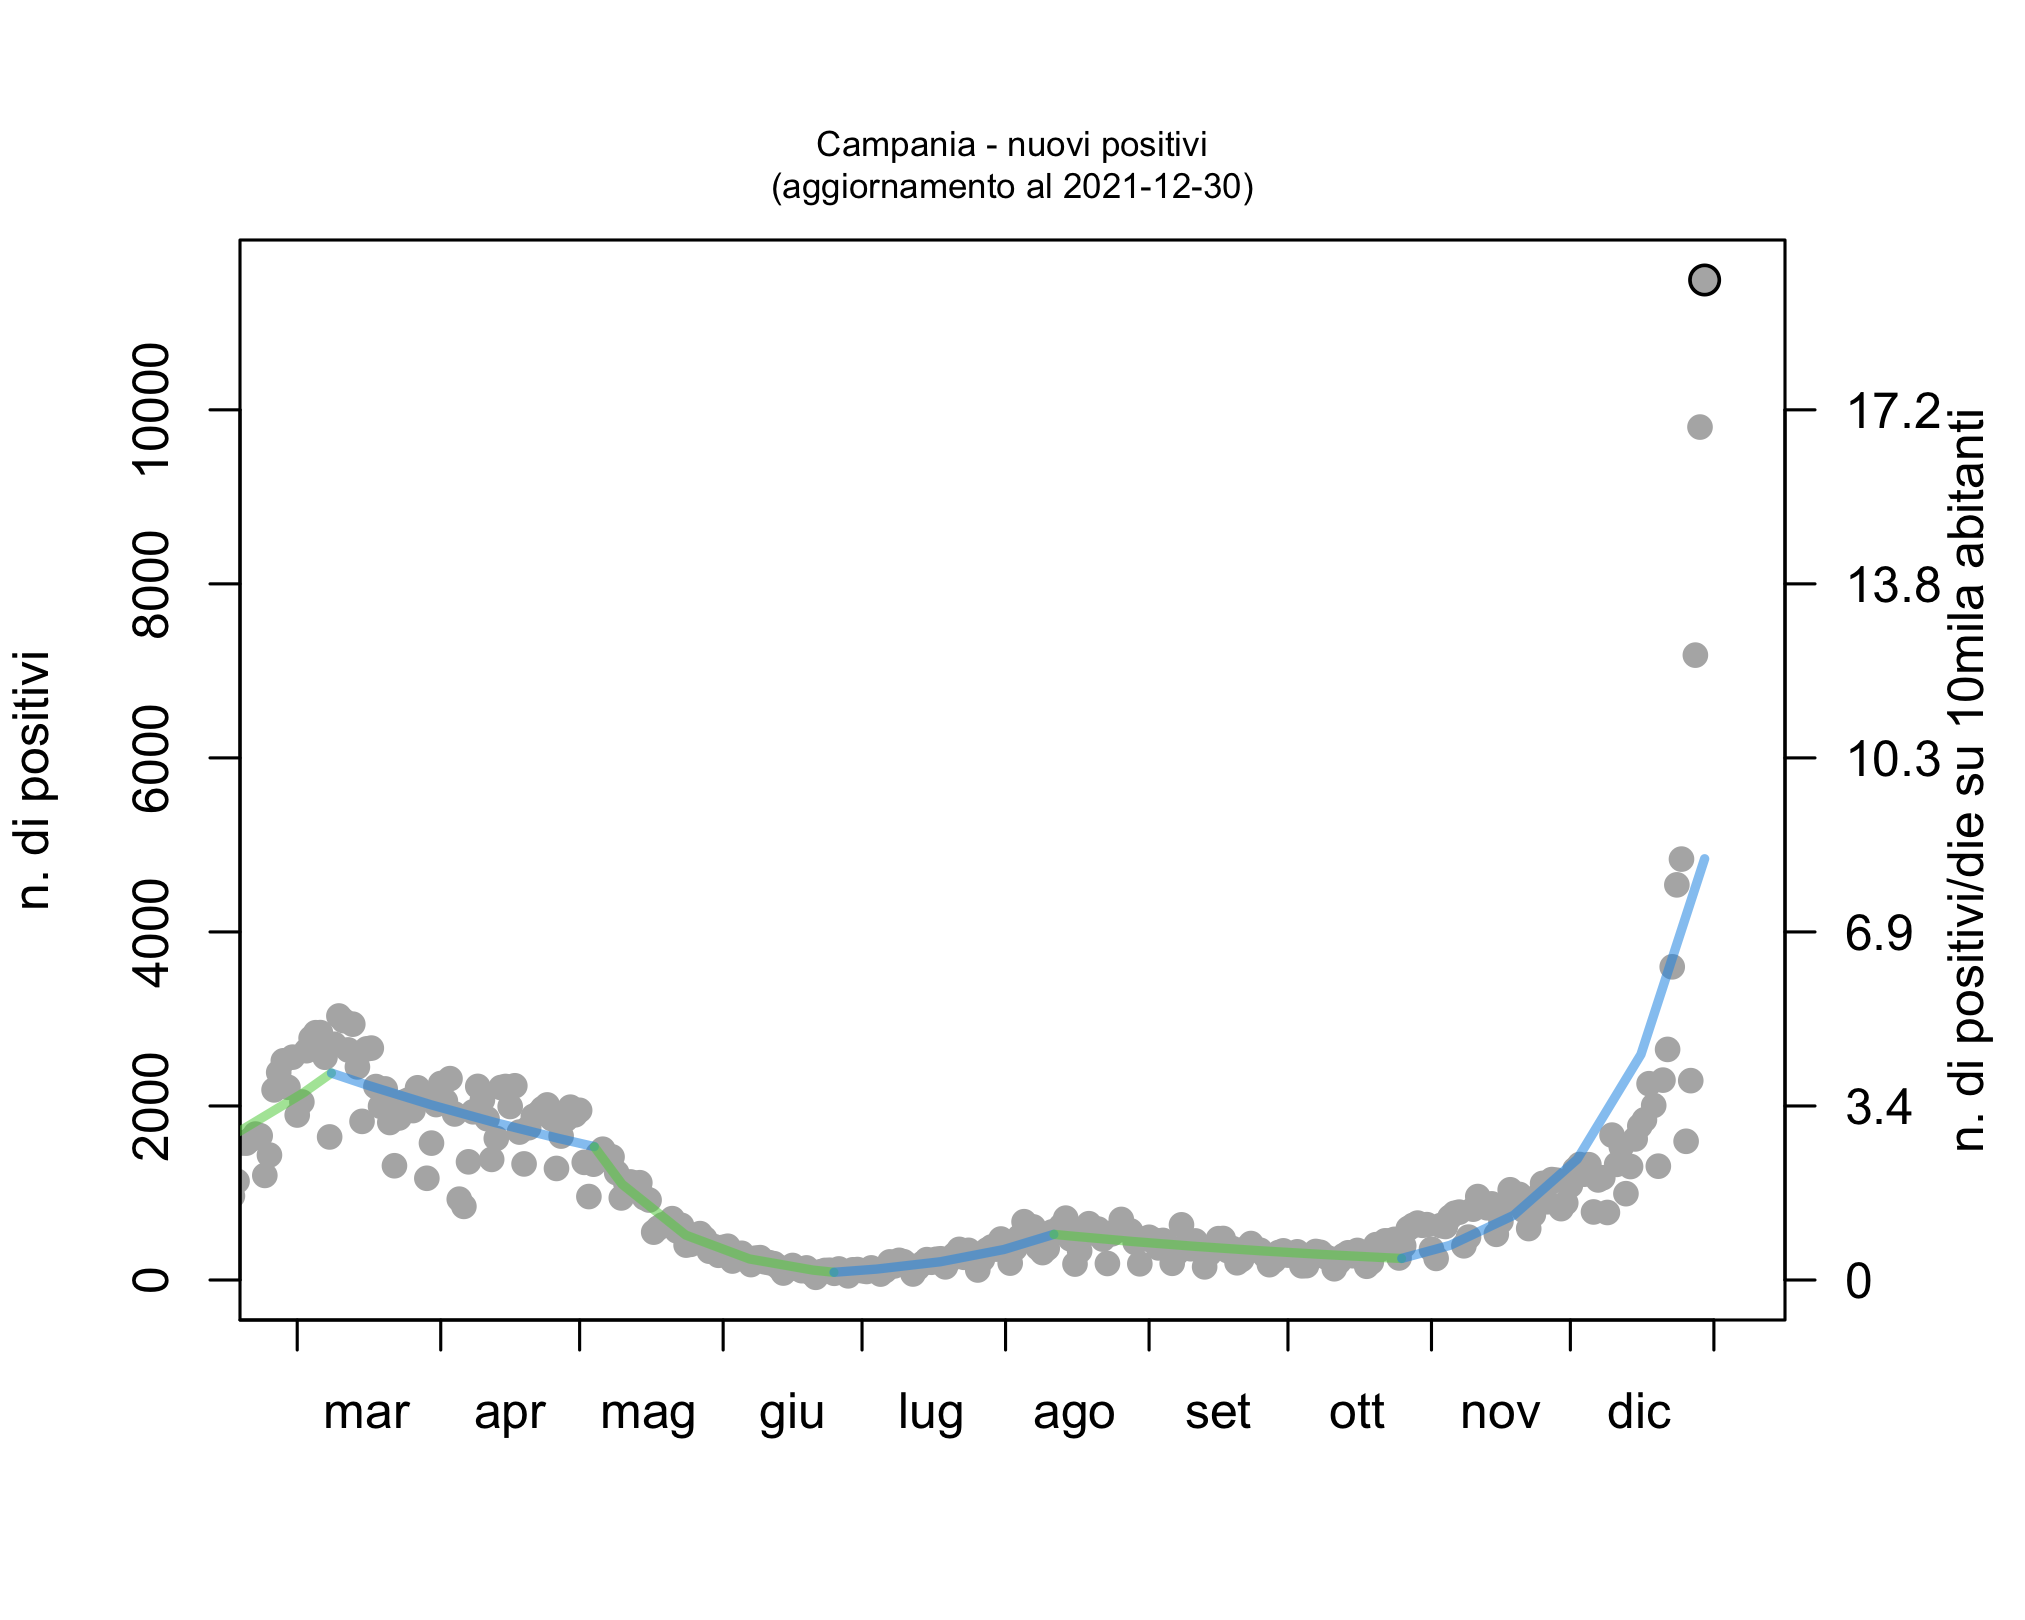 Campania - nuovi positivi
(aggiornamento al 2021-12-30)
n. di positivi
10000
8000
6000
4000
2000
0
17.2
13.8
10.3
6.9
3.4
0
n. di positivi/die su 10mila abitanti
mar apr mag giu lug ago set ott nov dic